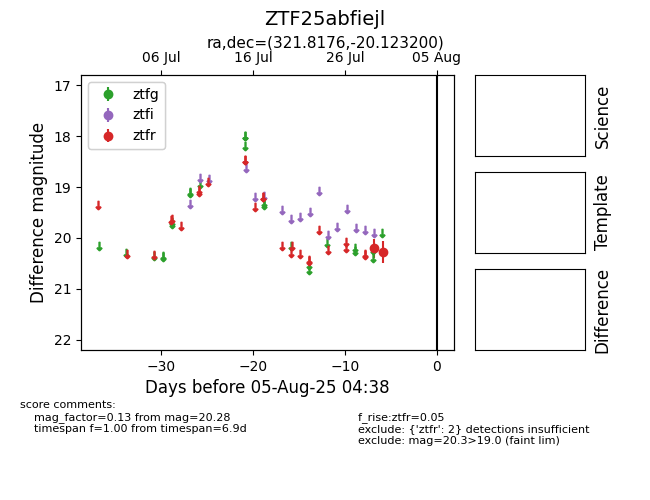 ZTF25abfiejl
ra,dec=(321.8176,-20.123200)
06 Jul
16 Jul
26 Jul
05 Aug
17
18
19
20
21
22
Difference magnitude
ztfg
ztfi
ztfr
−30
−20
−10
0
Days before 05-Aug-25 04:38
Science
Template
Difference
score comments:
mag_factor=0.13 from mag=20.28
timespan f=1.00 from timespan=6.9d
f_rise:ztfr=0.05
exclude: {'ztfr': 2} detections insufficient
exclude: mag=20.3>19.0 (faint lim)